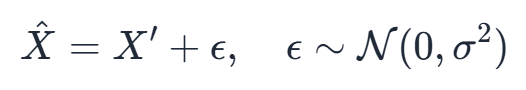 X̂ = X′ + ϵ, ϵ ∼ 𝒩(0, σ²)